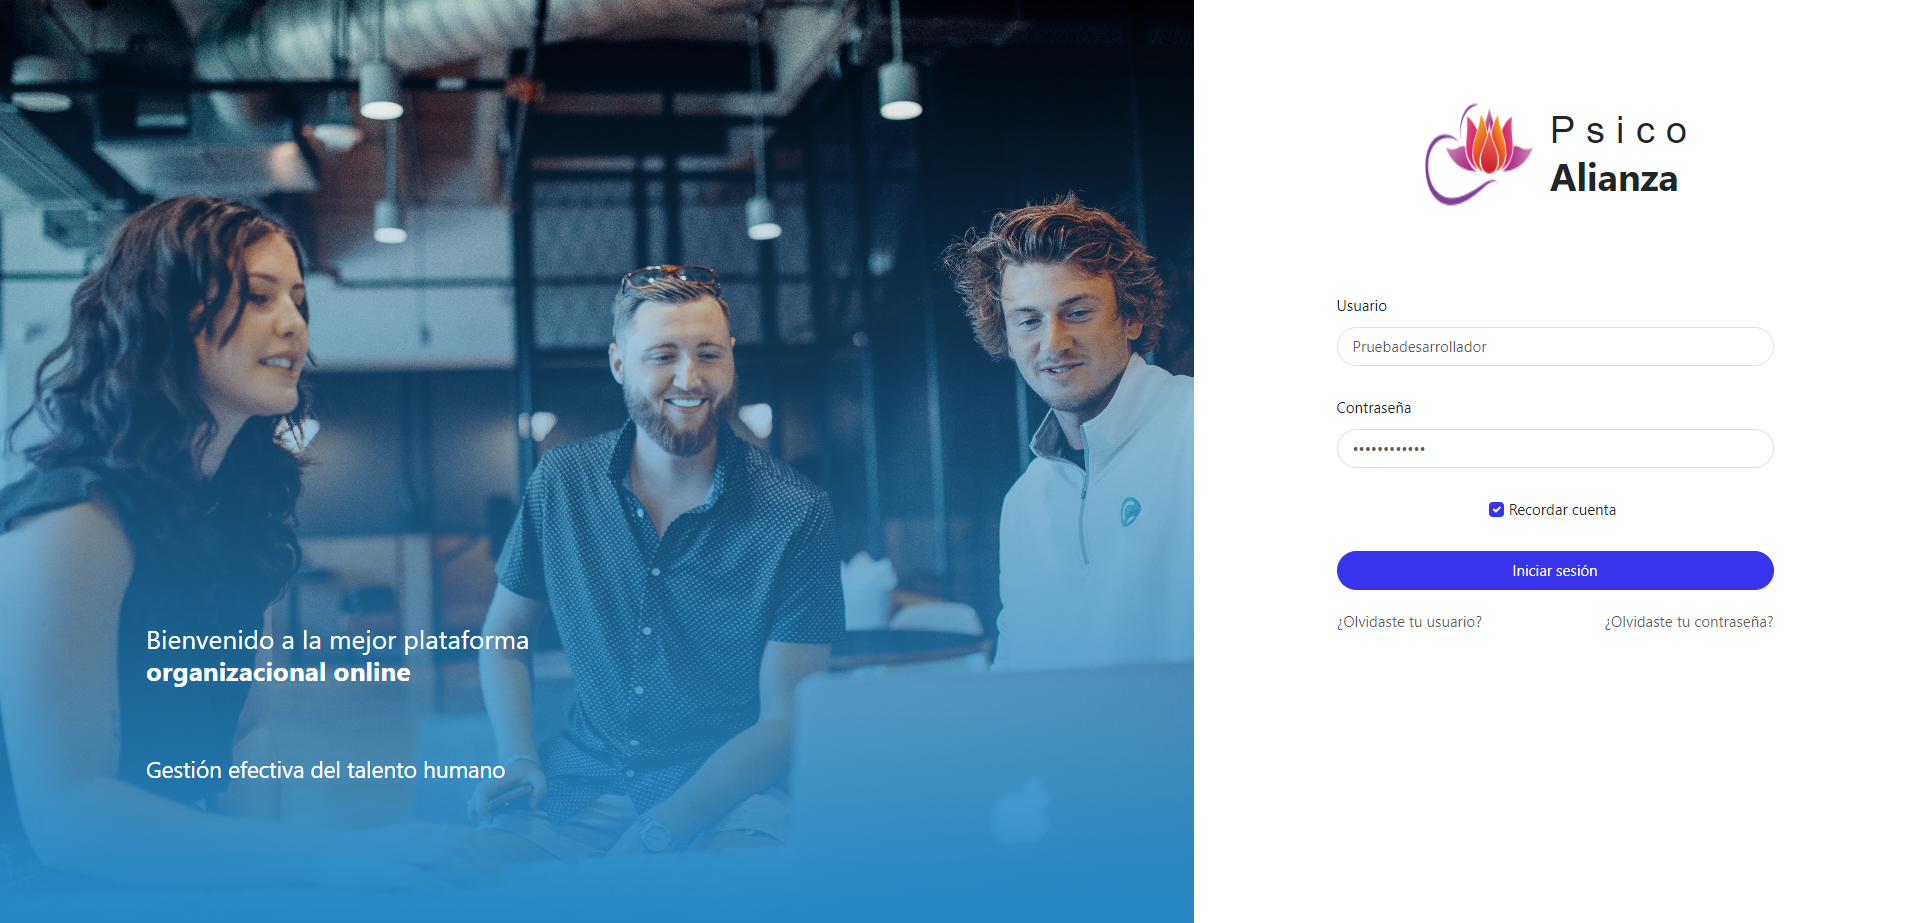 Psico
Alianza
Usuario
Pruebadesarrollador
Contraseña
••••••••••••
Recordar cuenta
Iniciar sesión
¿Olvidaste tu usuario? ¿Olvidaste tu contraseña?
Bienvenido a la mejor plataforma
organizacional online
Gestión efectiva del talento humano